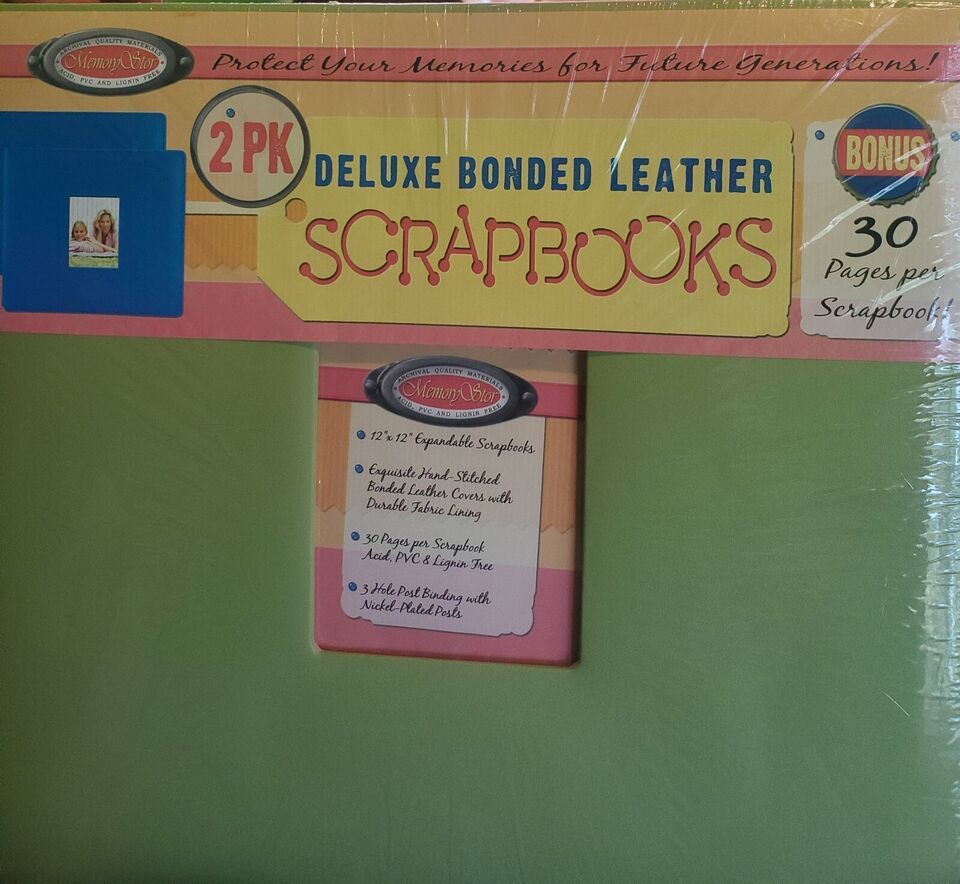 ARCHIVAL QUALITY MATERIALS
MemoryStor
ACID, PVC AND LIGNIN FREE
Protect Your Memories for Future Generations!
2 PK
DELUXE BONDED LEATHER
SCRAPBOOKS
BONUS
30
Pages per
Scrapbook!
ARCHIVAL QUALITY MATERIALS
MemoryStor
ACID, PVC AND LIGNIN FREE
12"x 12" Expandable Scrapbooks
Exquisite Hand-Stitched
Bonded Leather Covers with
Durable Fabric Lining
30 Pages per Scrapbook
Acid, PVC & Lignin Free
3 Hole Post Binding with
Nickel-Plated Posts